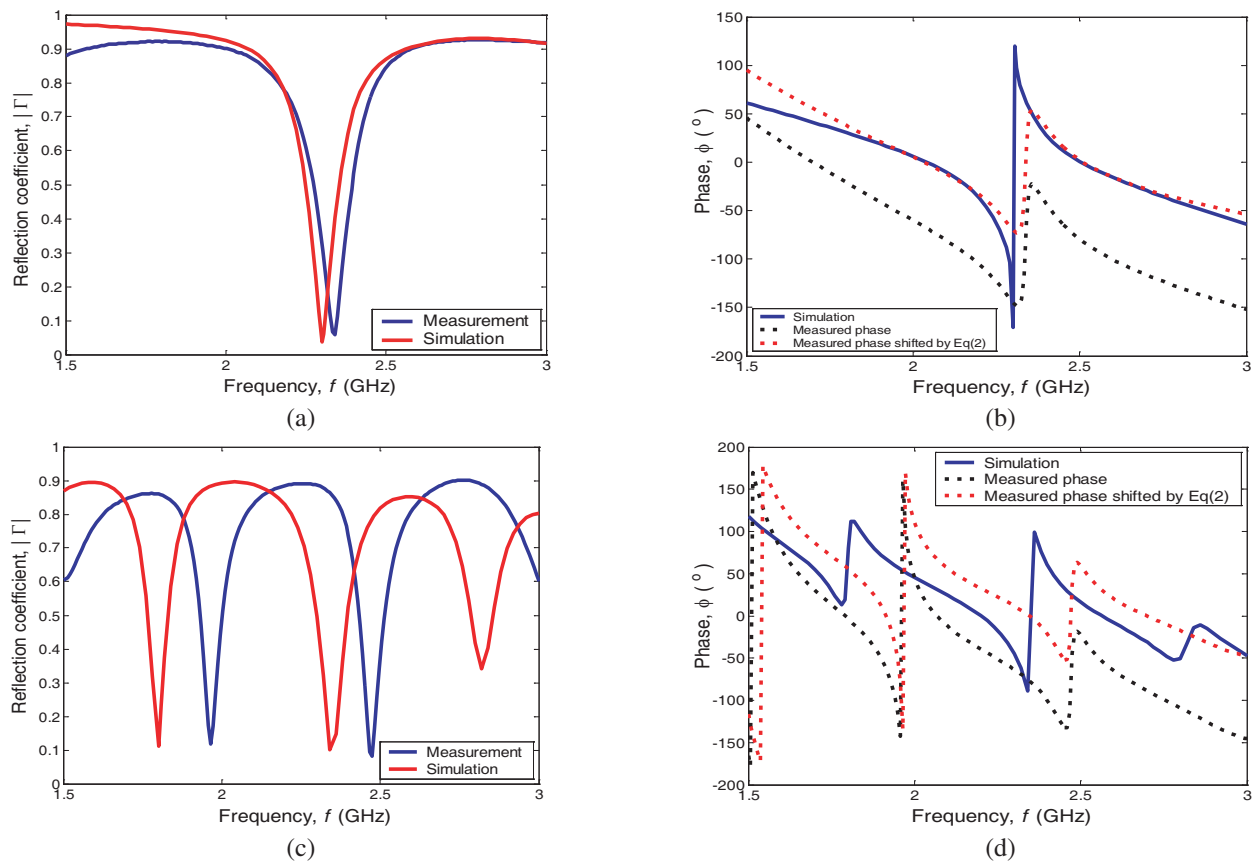 1
0.9
0.8
0.7
0.6
0.5
0.4
0.3
0.2
0.1
0
Reflection coefficient, |Γ|
Measurement
Simulation
1.5 2 2.5 3
Frequency, f (GHz)
(a)
150
100
50
0
-50
-100
-150
-200
Phase, ϕ ( ⁰ )
Simulation
Measured phase
Measured phase shifted by Eq(2)
1.5 2 2.5 3
Frequency, f (GHz)
(b)
1
0.9
0.8
0.7
0.6
0.5
0.4
0.3
0.2
0.1
0
Reflection coefficient, |Γ|
Measurement
Simulation
1.5 2 2.5 3
Frequency, f (GHz)
(c)
200
150
100
50
0
-50
-100
-150
-200
Phase, ϕ ( ⁰ )
Simulation
Measured phase
Measured phase shifted by Eq(2)
1.5 2 2.5 3
Frequency, f (GHz)
(d)